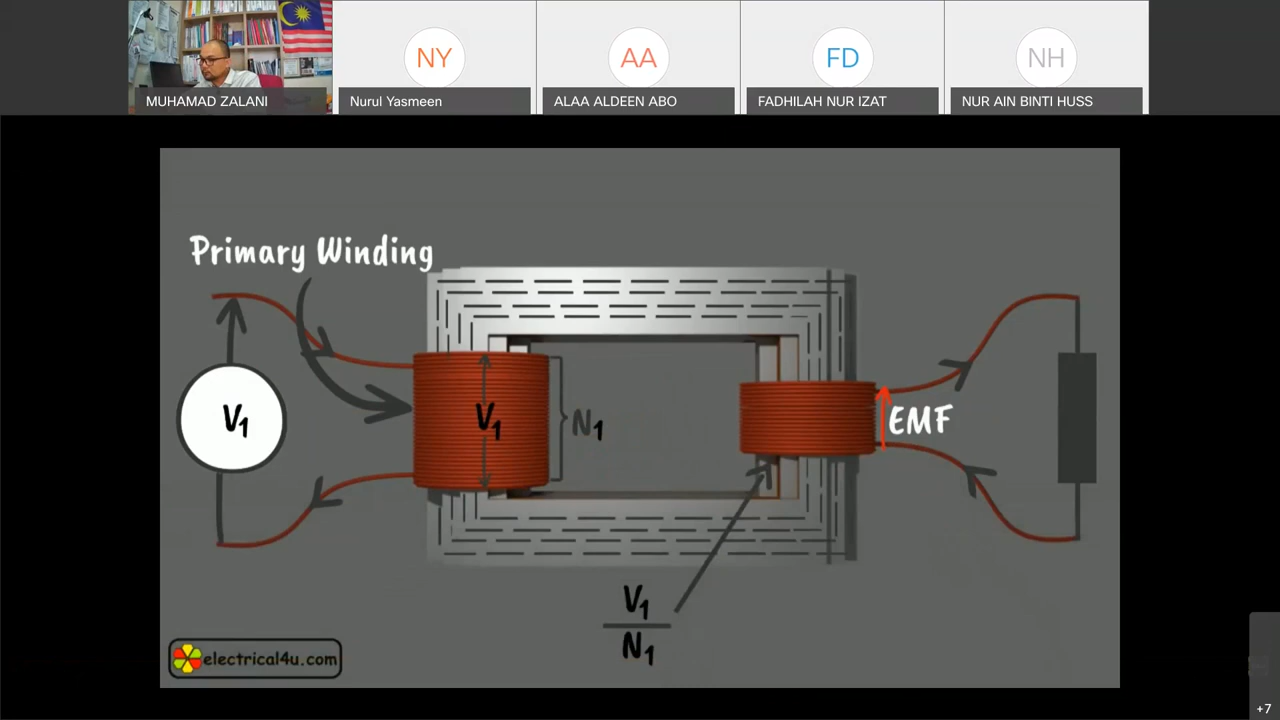 NY
AA
FD
NH
MUHAMAD ZALANI
Nurul Yasmeen
ALAA ALDEEN ABO
FADHILAH NUR IZAT
NUR AIN BINTI HUSS
Primary Winding
V1
V1
N1
EMF
V1
N1
electrical4u.com
+7